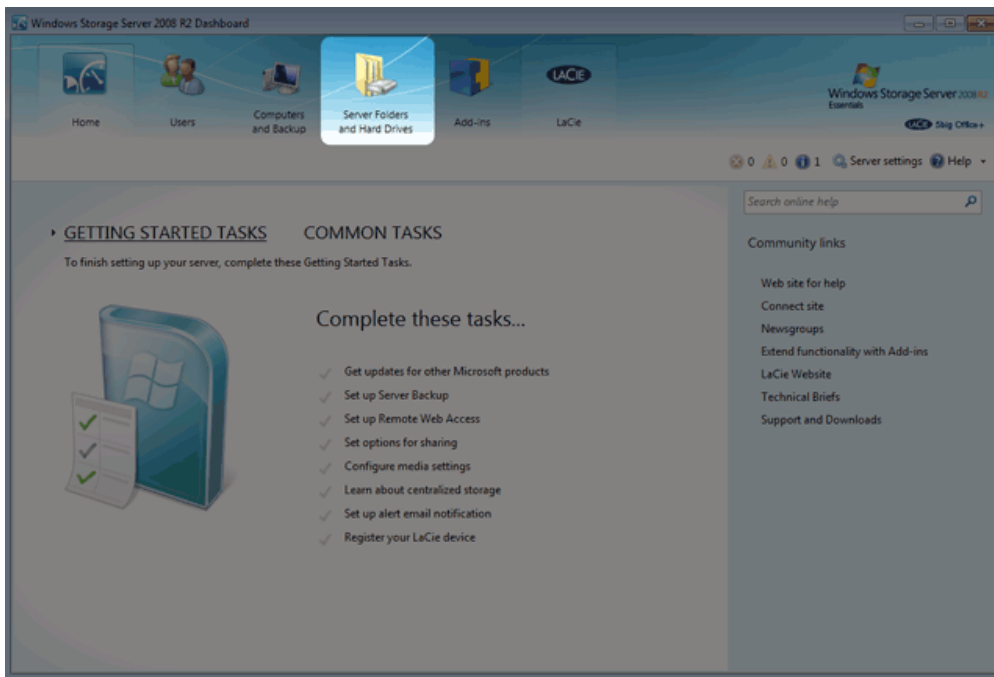 Windows Storage Server 2008 R2 Dashboard
Home
Users
Computers
and Backup
Server Folders
and Hard Drives
Add-ins
LaCie
LACIE
Windows Storage Server 2008 R2
Essentials
LACIE 5big Office+
0 0 1 Server settings Help
Search online help
GETTING STARTED TASKS COMMON TASKS
To finish setting up your server, complete these Getting Started Tasks.
Complete these tasks...
Get updates for other Microsoft products
Set up Server Backup
Set up Remote Web Access
Set options for sharing
Configure media settings
Learn about centralized storage
Set up alert email notification
Register your LaCie device
Community links
Web site for help
Connect site
Newsgroups
Extend functionality with Add-ins
LaCie Website
Technical Briefs
Support and Downloads